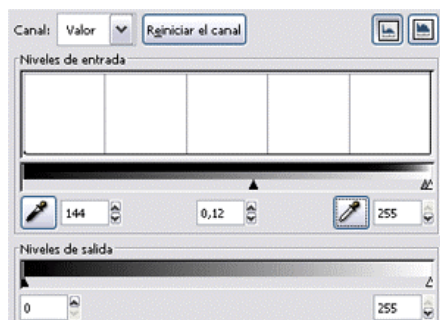 Canal: Valor Reiniciar el canal
Niveles de entrada
144 0,12 255
Niveles de salida
0 255